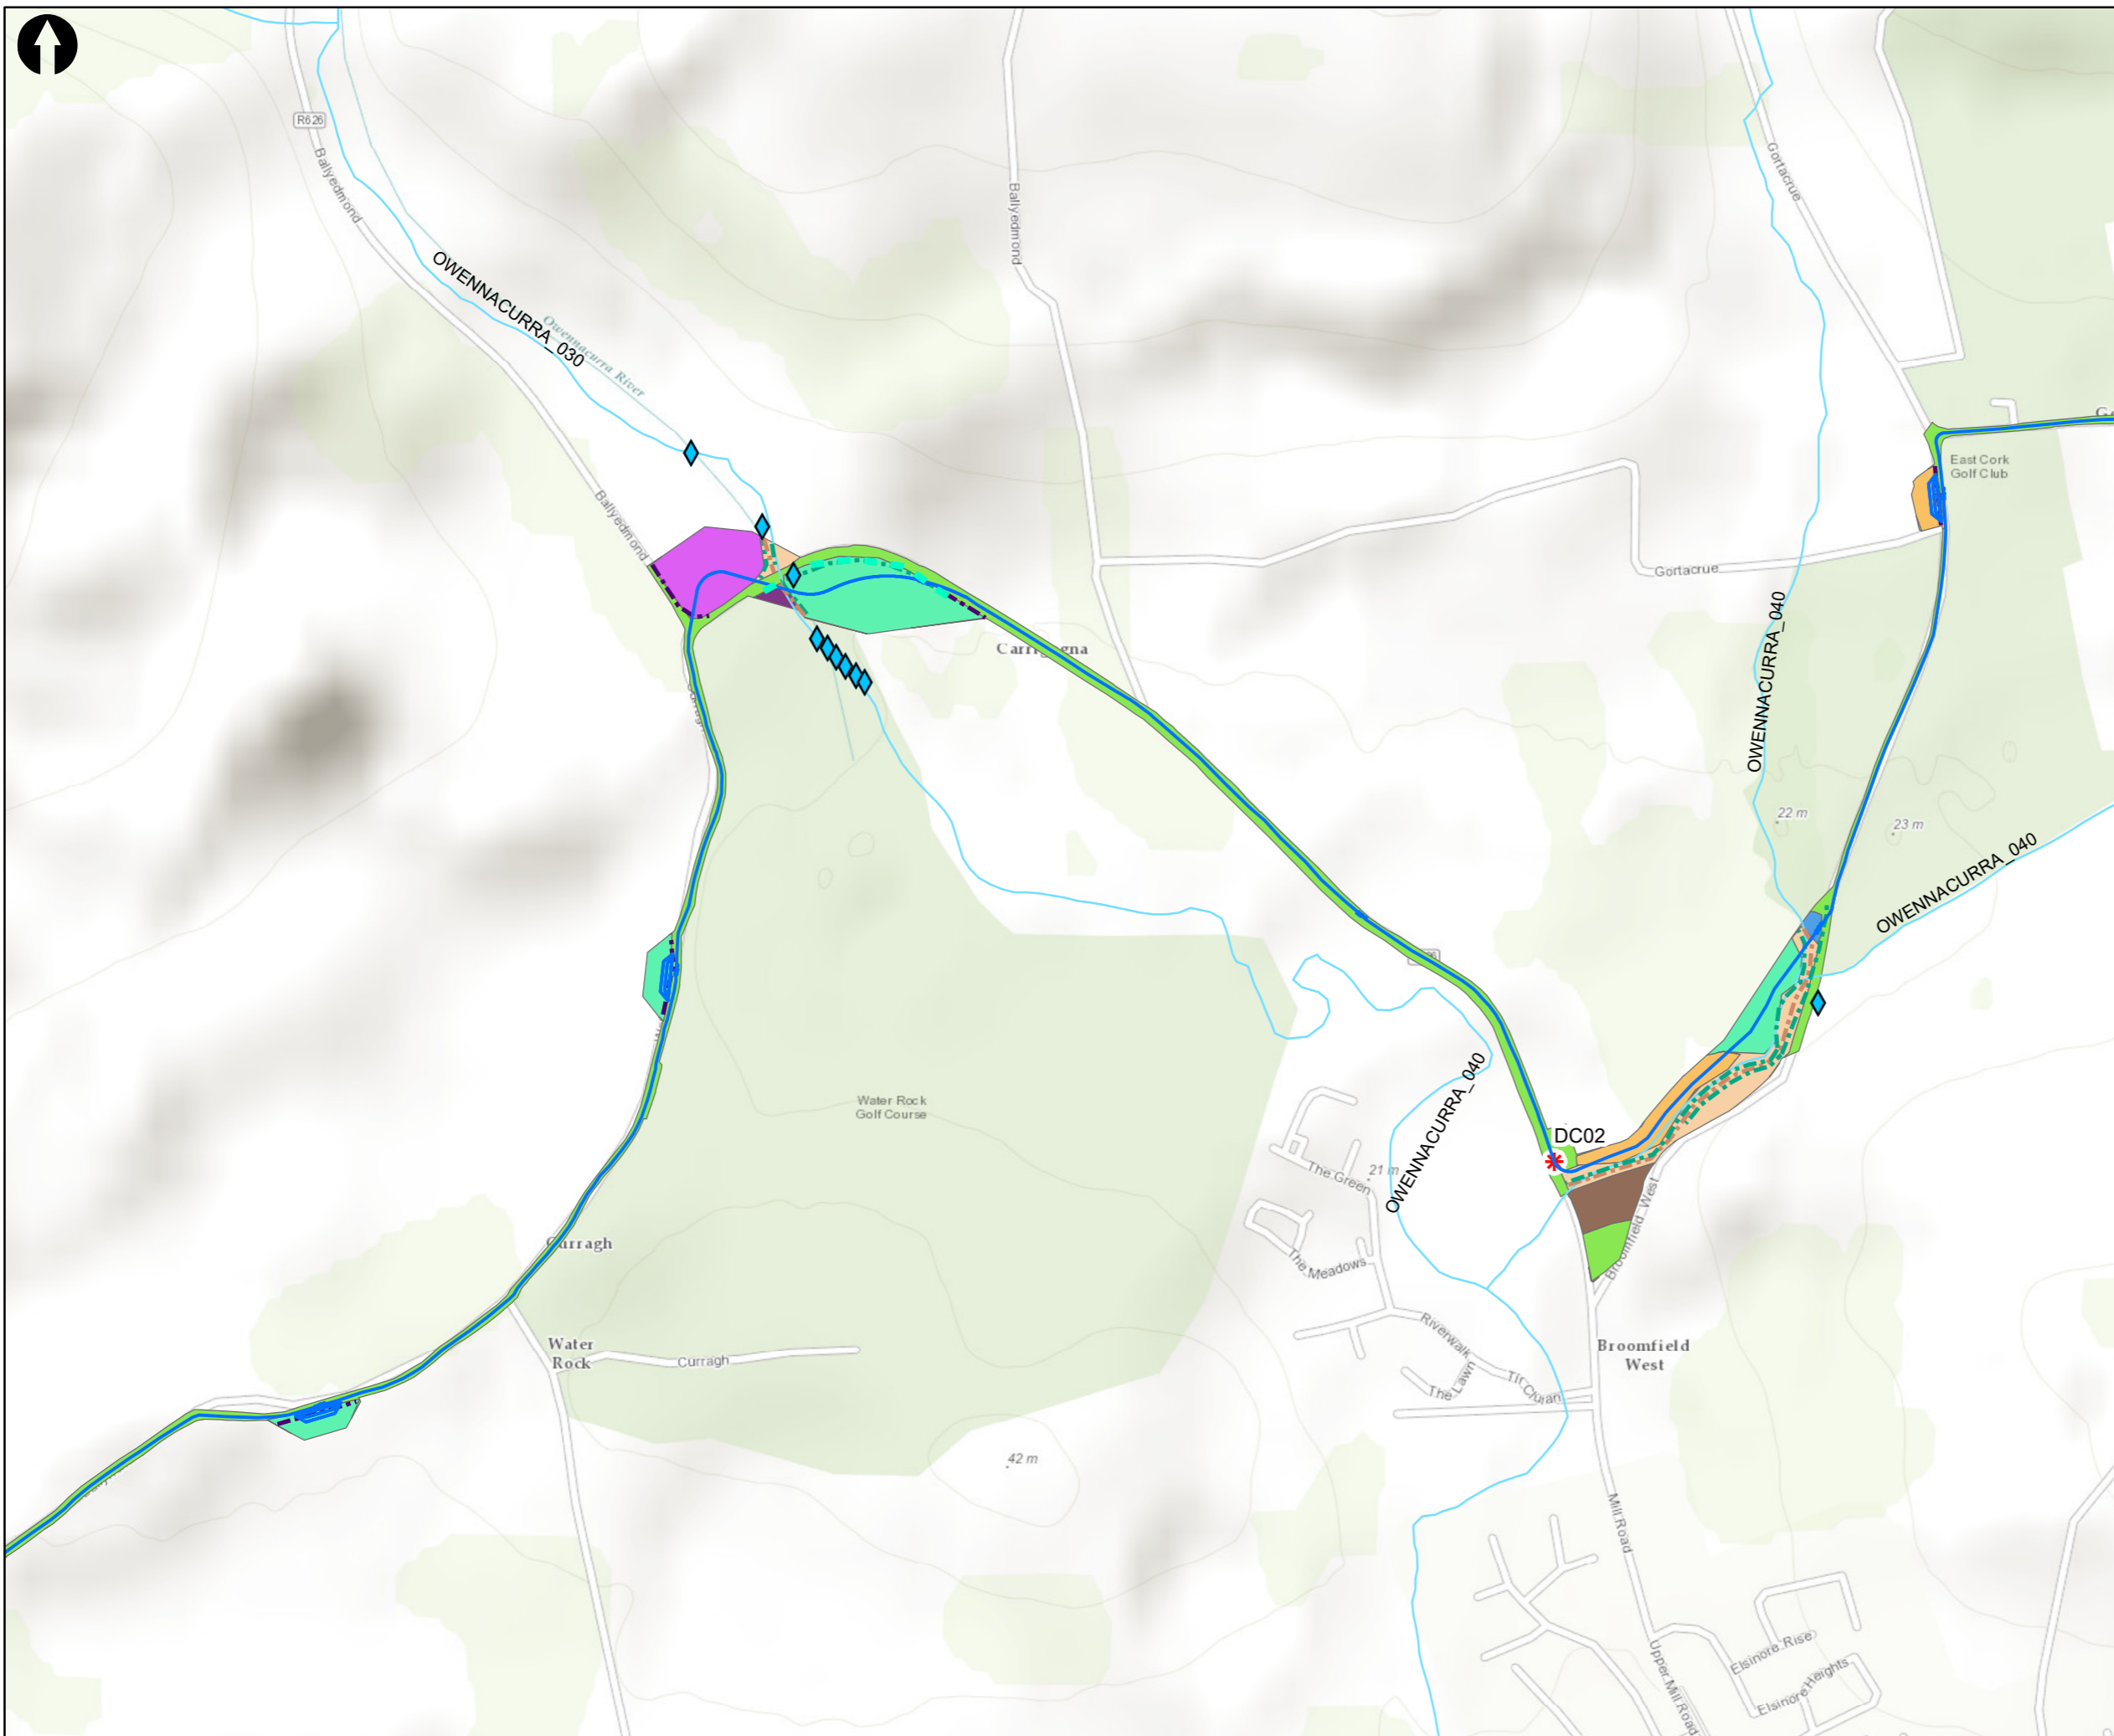 R626
Ballyedmond
Gortacrue
Ballyedmond
OWENNACURRA_030
Owennacurra River
East Cork
Golf Club
Ballyedmond
Gortacrue
OWENNACURRA_040
22 m
23 m
OWENNACURRA_040
Water Rock
Golf Course
OWENNACURRA_040
DC02
The Green
21 m
Broomfield West
Curragh
The Meadows
Water
Rock
Curragh
Riverwalk
Broomfield
West
The Lawn
Tir Cluian
42 m
Mill Road
Elsinore Rise
Upper Mill Road
Elsinore Heights